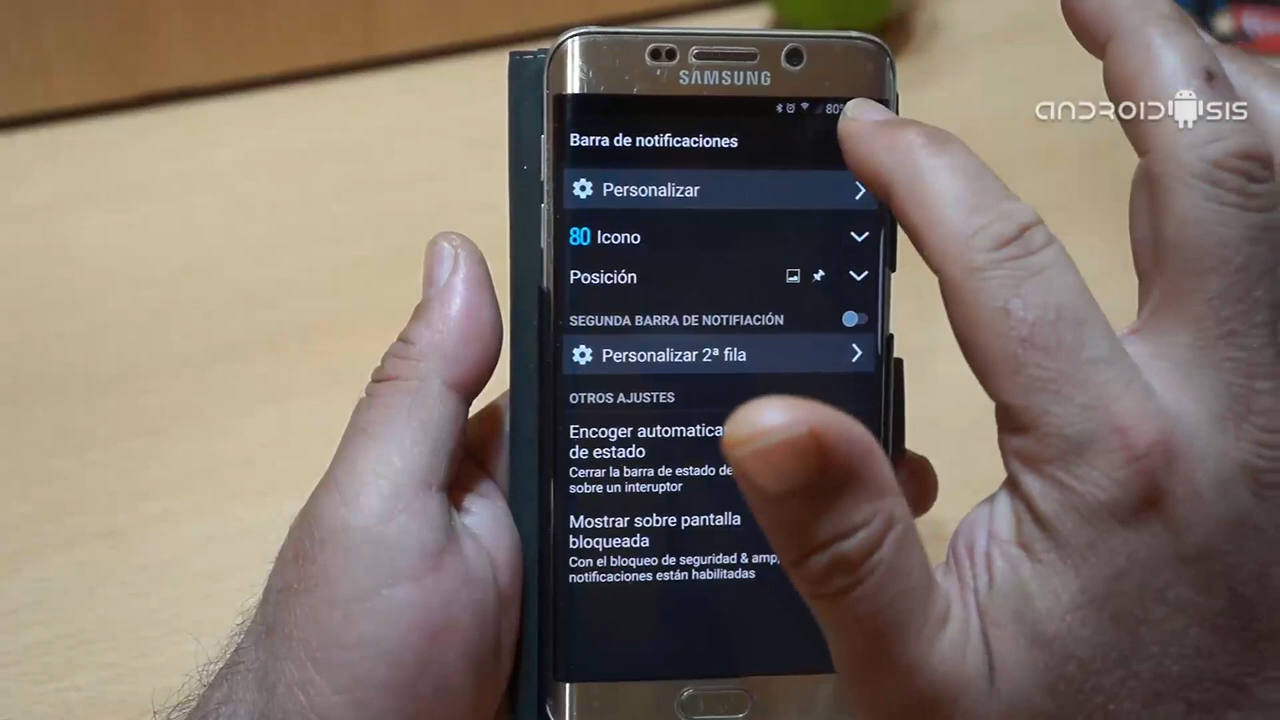 SAMSUNG
80%
ANDROIDSIS
Barra de notificaciones
Personalizar
80 Icono
Posición
SEGUNDA BARRA DE NOTIFIACIÓN
Personalizar 2ª fila
OTROS AJUSTES
Encoger automatica
de estado
Cerrar la barra de estado de
sobre un interuptor
Mostrar sobre pantalla
bloqueada
Con el bloqueo de seguridad & amp;
notificaciones están habilitadas